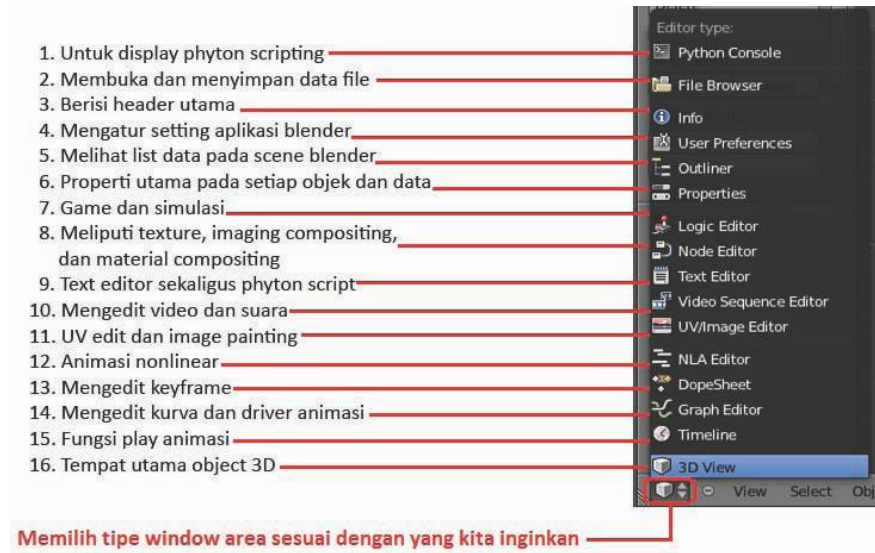 Editor type:
1. Untuk display phyton scripting
Python Console
2. Membuka dan menyimpan data file
File Browser
3. Berisi header utama
Info
4. Mengatur setting aplikasi blender
User Preferences
5. Melihat list data pada scene blender
Outliner
6. Properti utama pada setiap objek dan data
Properties
7. Game dan simulasi
Logic Editor
8. Meliputi texture, imaging compositing,
dan material compositing
Node Editor
9. Text editor sekaligus phyton script
Text Editor
10. Mengedit video dan suara
Video Sequence Editor
11. UV edit dan image painting
UV/Image Editor
12. Animasi nonlinear
NLA Editor
13. Mengedit keyframe
DopeSheet
14. Mengedit kurva dan driver animasi
Graph Editor
15. Fungsi play animasi
Timeline
16. Tempat utama object 3D
3D View
View Select Obj
Memilih tipe window area sesuai dengan yang kita inginkan